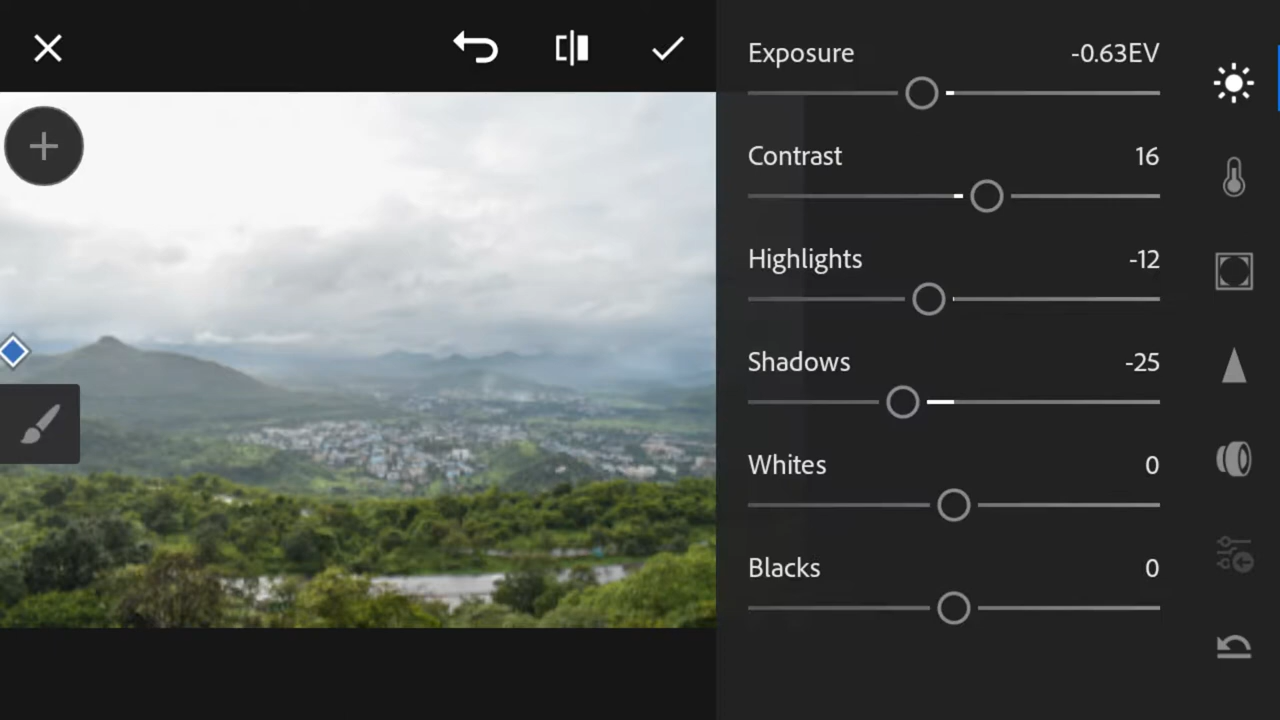 Exposure -0.63EV
Contrast 16
Highlights -12
Shadows -25
Whites 0
Blacks 0